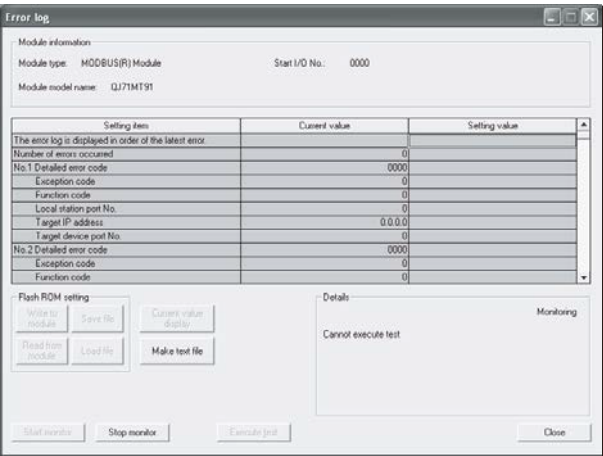 Error log
Module information
Module type: MODBUS(R) Module Start I/O No.: 0000
Module model name: QJ71MT91
Setting item Current value Setting value
The error log is displayed in order of the latest error.
Number of errors occurred 0
No.1 Detailed error code 0000
Exception code 0
Function code 0
Local station port No. 0
Target IP address 0.0.0.0
Target device port No. 0
No.2 Detailed error code 0000
Exception code 0
Function code 0
Flash ROM setting
Write to module Save file Current value display
Read from module Load file Make text file
Details
Monitoring
Cannot execute test
Start monitor Stop monitor Execute test Close